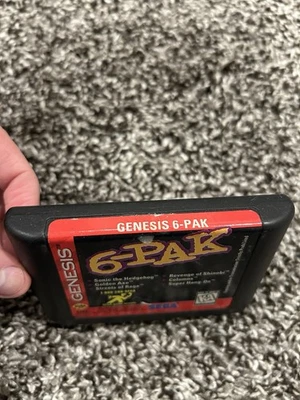 GENESIS 6-PAK
GENESIS
6-PAK
Sonic the Hedgehog
Golden Axe
Streets of Rage
Revenge of Shinobi
Columns
Super Hang-On
SEGA